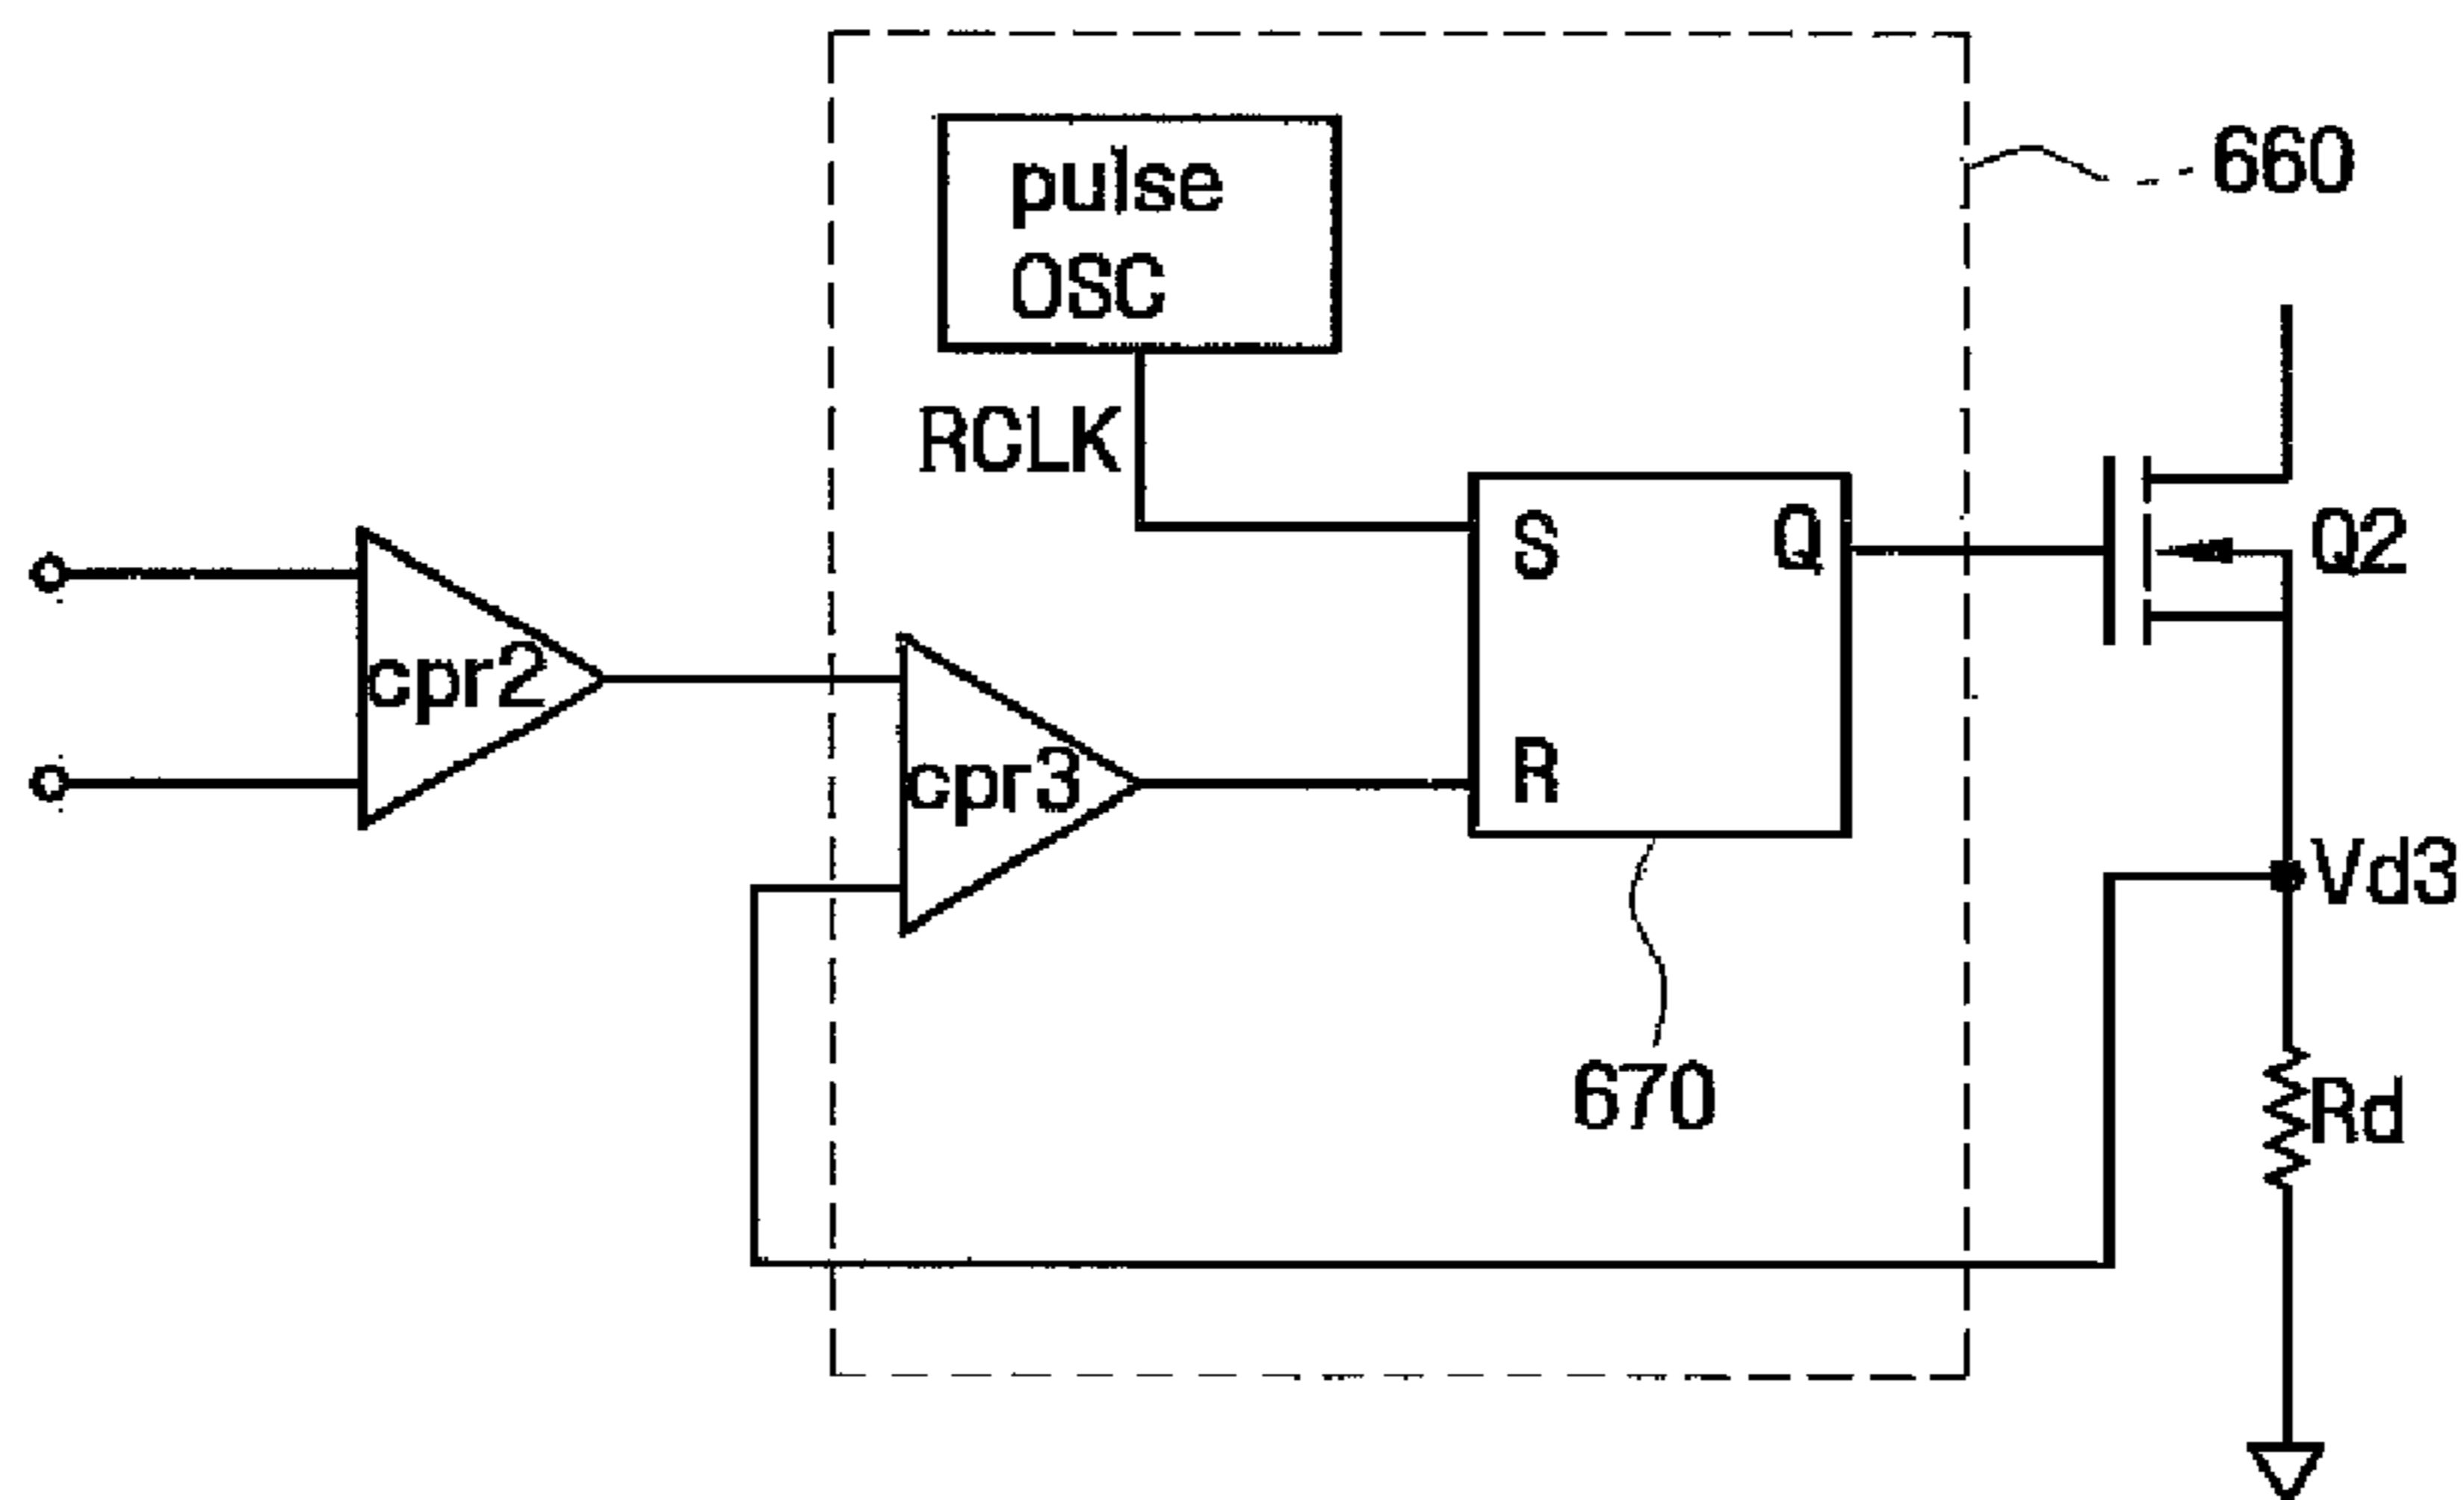 pulse
OSC
660
RCLK
S
Q
Q2
cpr2
cpr3
R
Vd3
670
Rd